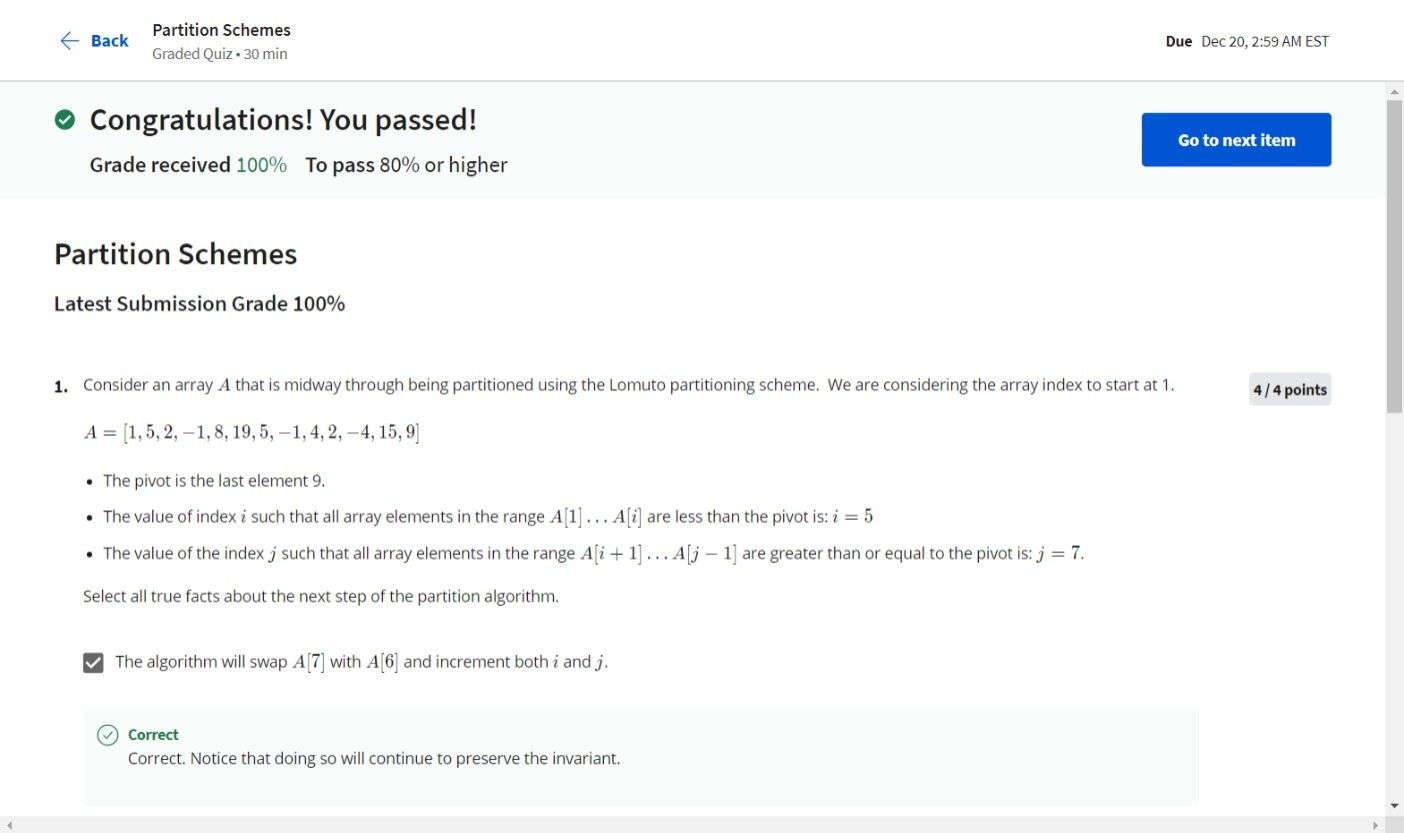 Back
Partition Schemes
Graded Quiz • 30 min
Due Dec 20, 2:59 AM EST
Congratulations! You passed!
Grade received 100% To pass 80% or higher
Go to next item
Partition Schemes
Latest Submission Grade 100%
1. Consider an array A that is midway through being partitioned using the Lomuto partitioning scheme. We are considering the array index to start at 1.
4 / 4 points
A = [1, 5, 2, −1, 8, 19, 5, −1, 4, 2, −4, 15, 9]
• The pivot is the last element 9.
• The value of index i such that all array elements in the range A[1] . . . A[i] are less than the pivot is: i = 5
• The value of the index j such that all array elements in the range A[i + 1] . . . A[j − 1] are greater than or equal to the pivot is: j = 7.
Select all true facts about the next step of the partition algorithm.
The algorithm will swap A[7] with A[6] and increment both i and j.
Correct
Correct. Notice that doing so will continue to preserve the invariant.